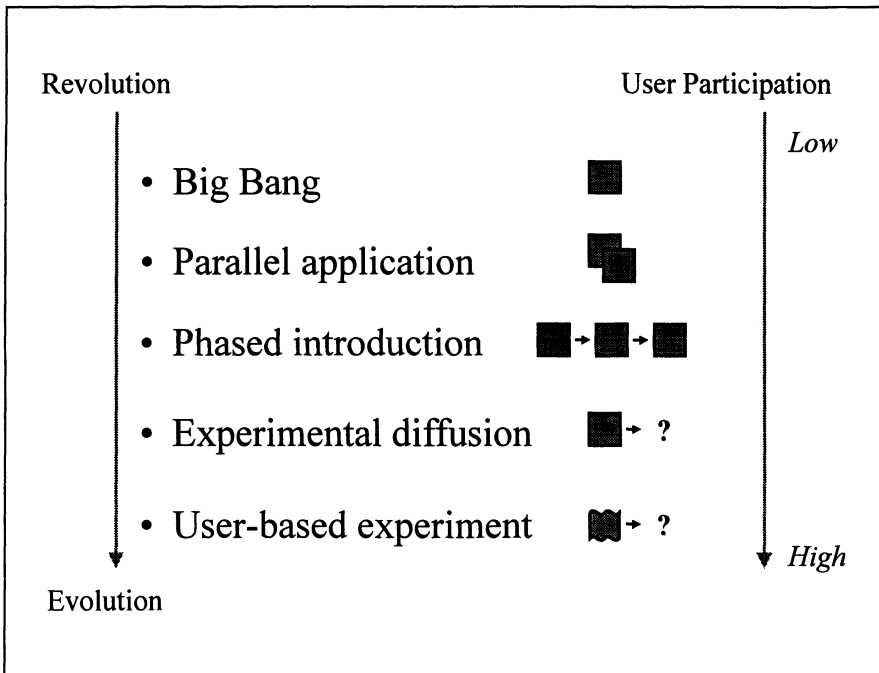 Revolution
User Participation
Low
• Big Bang
• Parallel application
• Phased introduction
• Experimental diffusion ?
• User-based experiment ?
High
Evolution